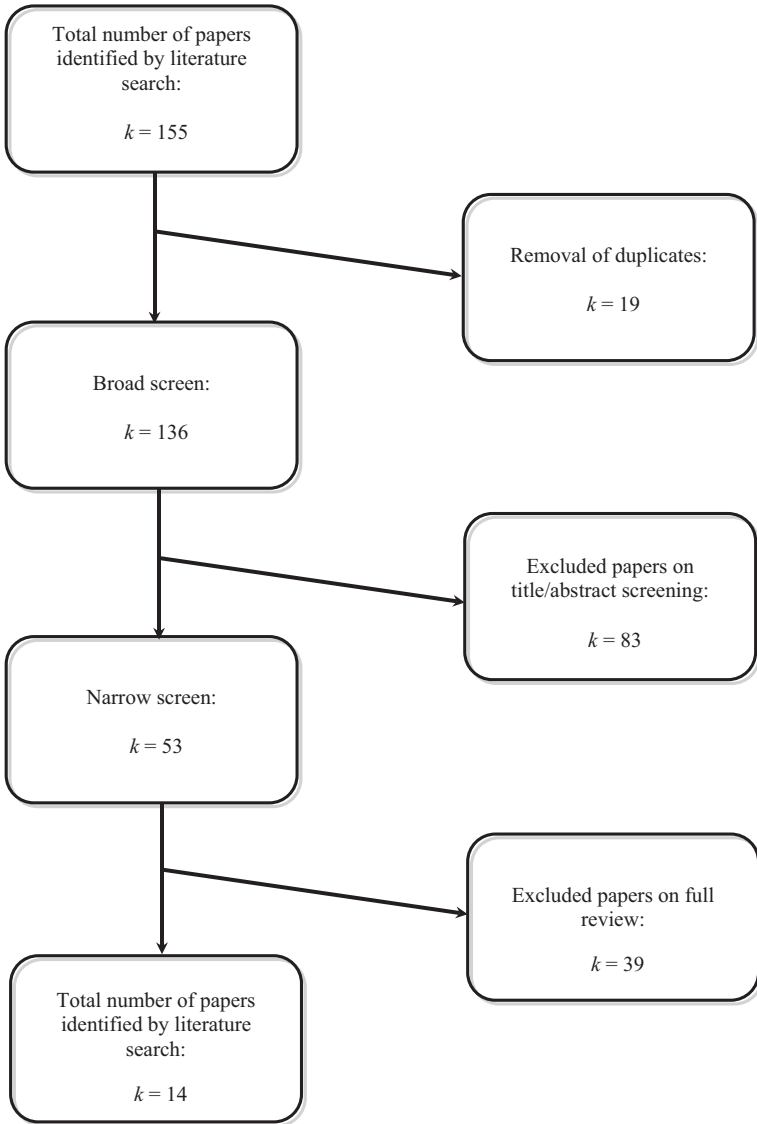 Total number of papers
identified by literature
search:
k = 155
Removal of duplicates:
k = 19
Broad screen:
k = 136
Excluded papers on
title/abstract screening:
k = 83
Narrow screen:
k = 53
Excluded papers on full
review:
k = 39
Total number of papers
identified by literature
search:
k = 14